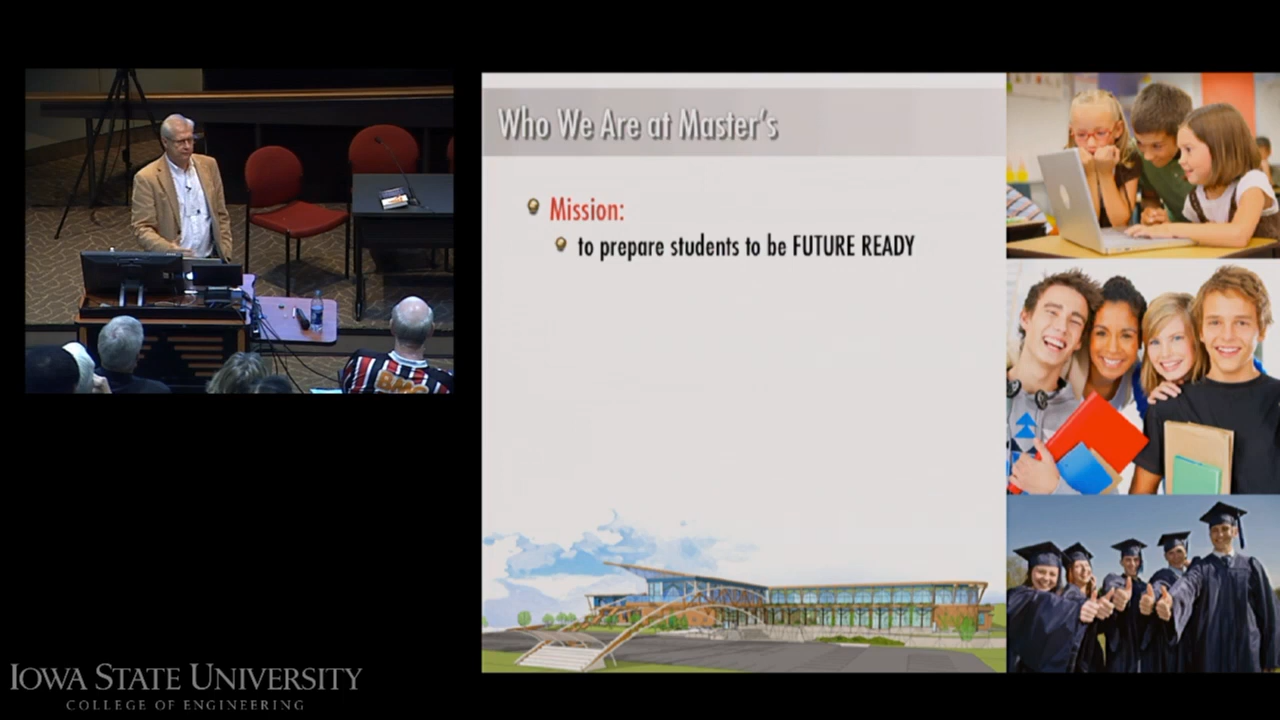 Who We Are at Master's
Mission:
to prepare students to be FUTURE READY
BMO
IOWA STATE UNIVERSITY
COLLEGE OF ENGINEERING